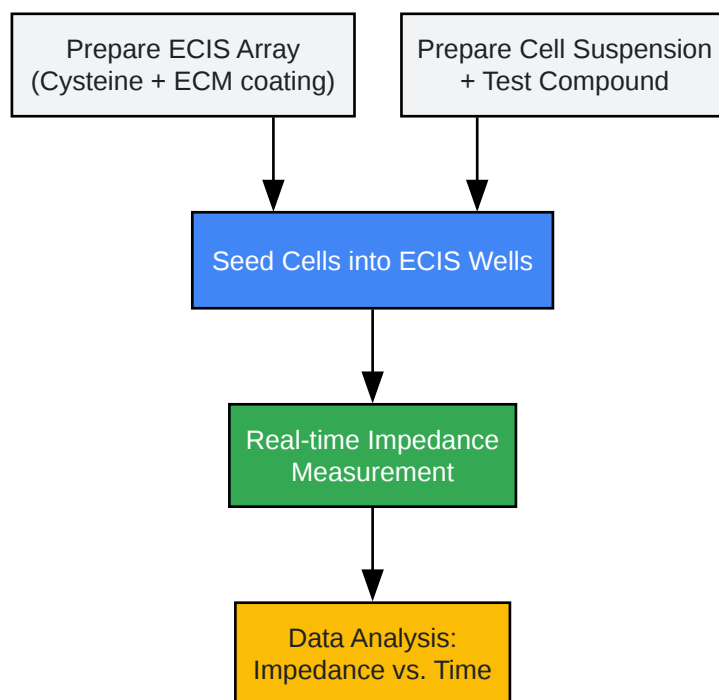 Prepare ECIS Array
(Cysteine + ECM coating)
Prepare Cell Suspension
+ Test Compound
Seed Cells into ECIS Wells
Real-time Impedance
Measurement
Data Analysis:
Impedance vs. Time